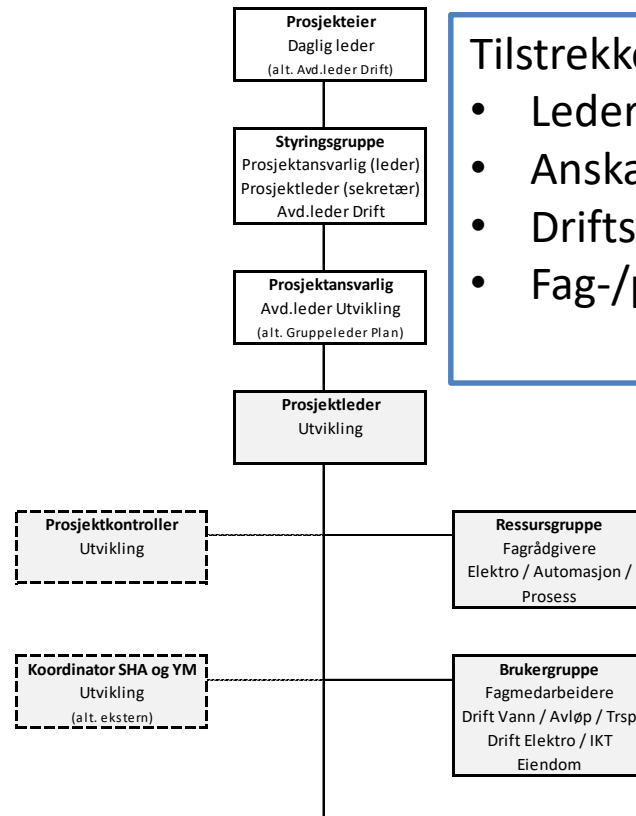 Prosjekteier
Daglig leder
(alt. Avd.leder Drift)
Styringsgruppe
Prosjektansvarlig (leder)
Prosjektleder (sekretær)
Avd.leder Drift
Prosjektansvarlig
Avd.leder Utvikling
(alt. Gruppeleder Plan)
Prosjektleder
Utvikling
Prosjektkontroller
Utvikling
Ressursgruppe
Fagrådgivere
Elektro / Automasjon /
Prosess
Koordinator SHA og YM
Utvikling
(alt. ekstern)
Brukergruppe
Fagmedarbeidere
Drift Vann / Avløp / Trsp
Drift Elektro / IKT
Eiendom